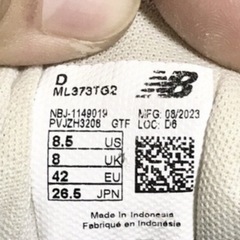 D
ML373TG2
NBJ-1149019 MFG: 08/2023
PVJZH3208 GTF LOC: D6
8.5 US
8 UK
42 EU
26.5 JPN
Made in Indonesia
Fabriqué en Indonésie